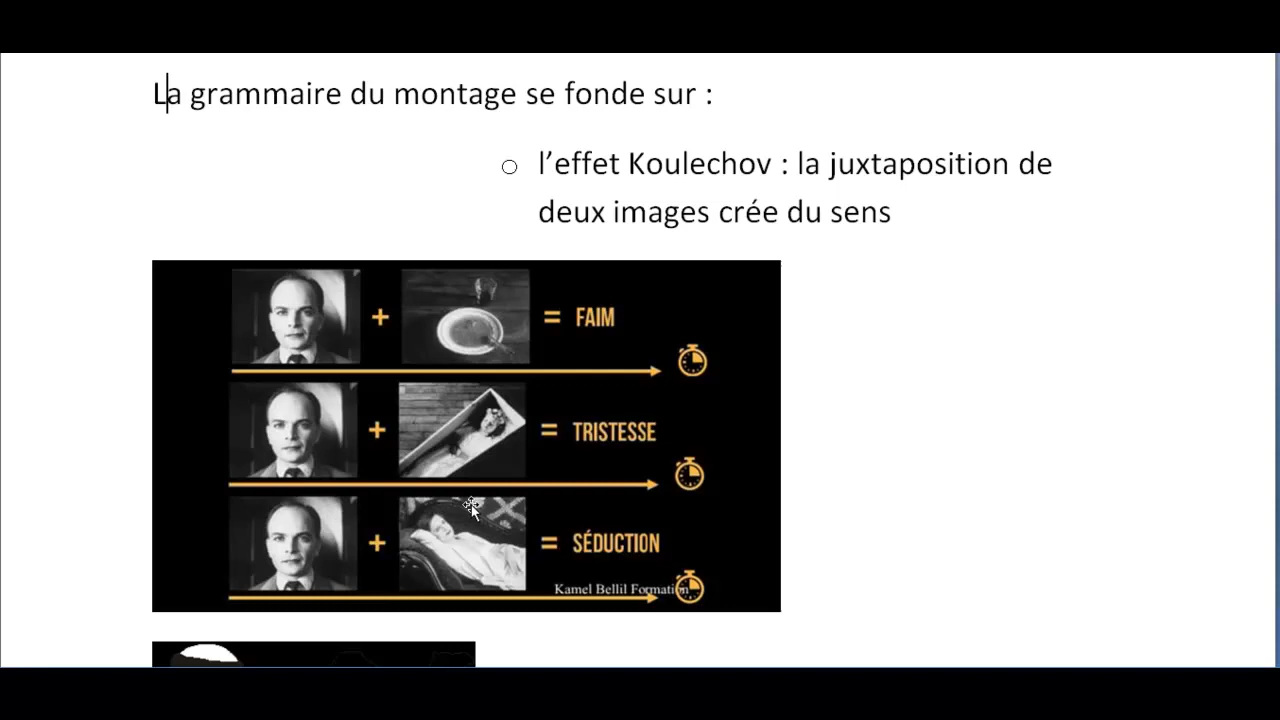 La grammaire du montage se fonde sur :
o l’effet Koulechov : la juxtaposition de
deux images crée du sens
+ = FAIM
+ = TRISTESSE
+ = SÉDUCTION
Kamel Bellil Formation